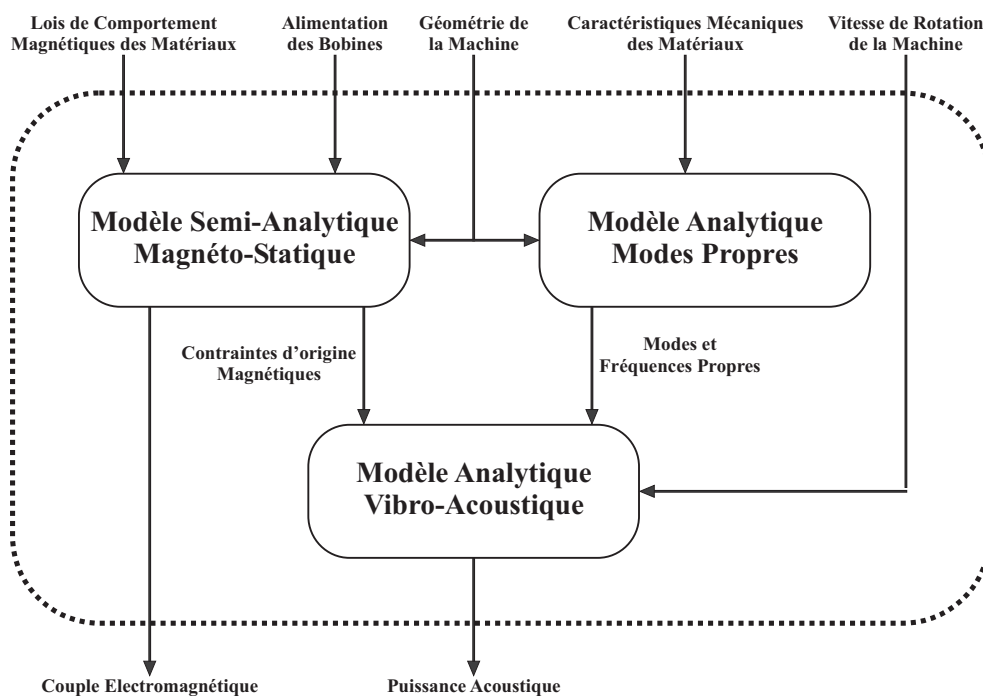 Lois de Comportement
Magnétiques des Matériaux
Alimentation
des Bobines
Géométrie de
la Machine
Caractéristiques Mécaniques
des Matériaux
Vitesse de Rotation
de la Machine
Modèle Semi-Analytique
Magnéto-Statique
Modèle Analytique
Modes Propres
Contraintes d'origine
Magnétiques
Modes et
Fréquences Propres
Modèle Analytique
Vibro-Acoustique
Couple Electromagnétique
Puissance Acoustique